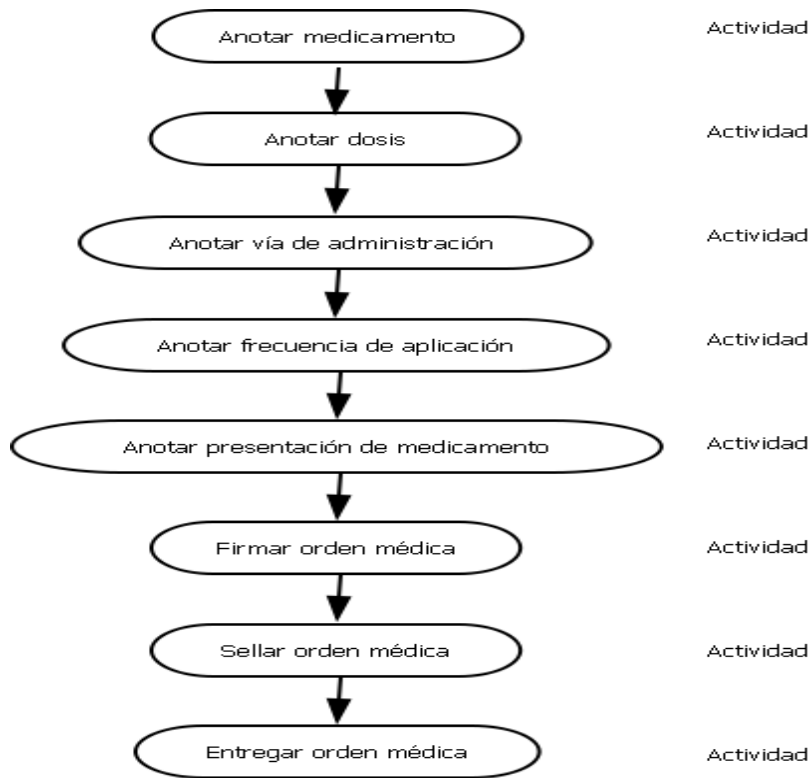 Anotar medicamento Actividad
Anotar dosis Actividad
Anotar vía de administración Actividad
Anotar frecuencia de aplicación Actividad
Anotar presentación de medicamento Actividad
Firmar orden médica Actividad
Sellar orden médica Actividad
Entregar orden médica Actividad